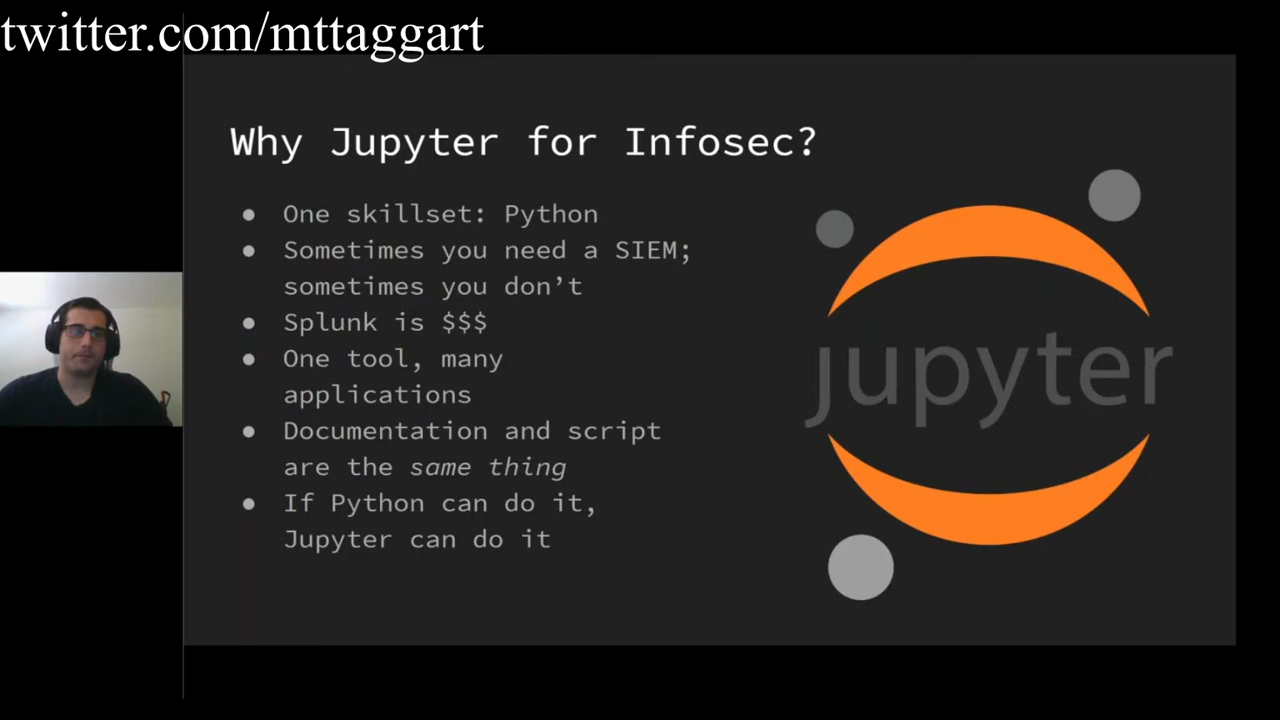 twitter.com/mttaggart
Why Jupyter for Infosec?
● One skillset: Python
● Sometimes you need a SIEM;
sometimes you don’t
● Splunk is $$$
● One tool, many
applications
● Documentation and script
are the same thing
● If Python can do it,
Jupyter can do it
jupyter